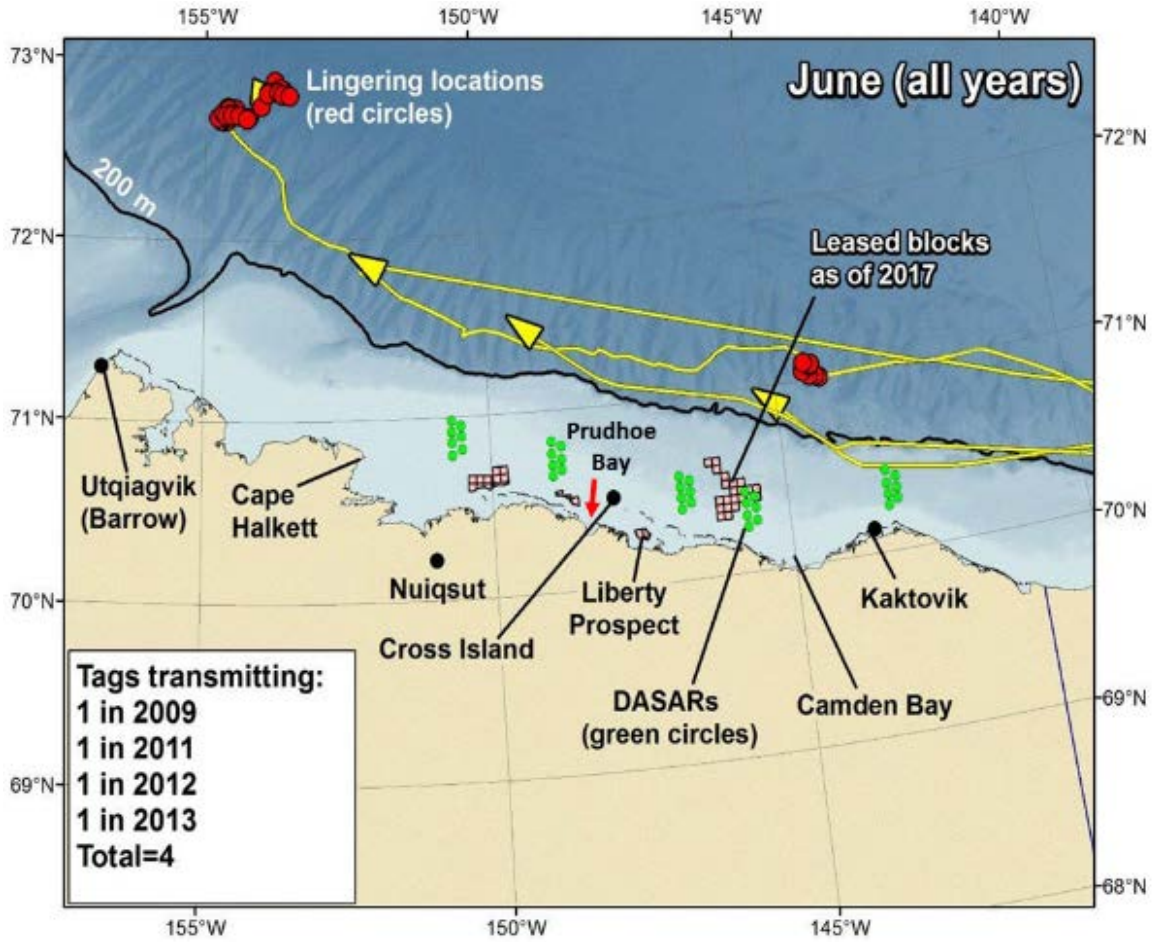 155°W 150°W 145°W 140°W
73°N
Lingering locations
(red circles)
June (all years)
72°N
200 m
72°N
Leased blocks
as of 2017
71°N
71°N
Prudhoe
Bay
Utqiagvik
(Barrow)
Cape
Halkett
70°N
Nuiqsut
Liberty
Prospect
Kaktovik
70°N
Cross Island
DASARs
(green circles)
Camden Bay
69°N
Tags transmitting:
1 in 2009
1 in 2011
1 in 2012
1 in 2013
Total=4
69°N
68°N
155°W 150°W 145°W